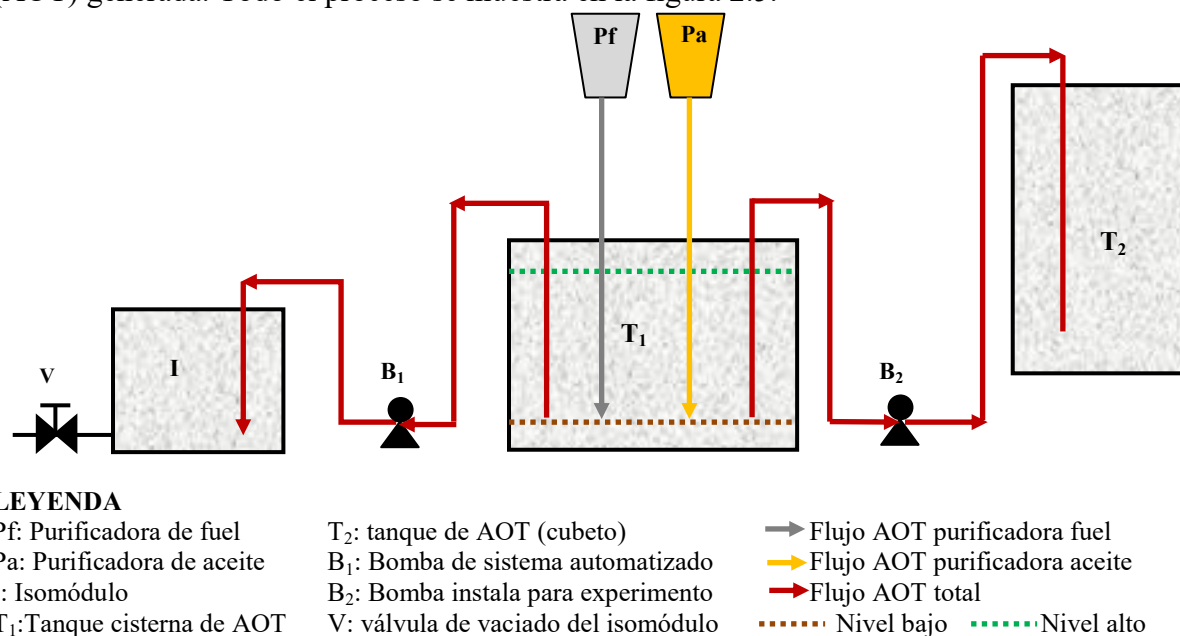 generada. Todo el proceso se muestra en la figura 2.3.
Pf
Pa
T2
T1
I
V
B1
B2
LEYENDA
Pf: Purificadora de fuel
Pa: Purificadora de aceite
: Isomódulo
T1:Tanque cisterna de AOT
T2: tanque de AOT (cubeto)
B1: Bomba de sistema automatizado
B2: Bomba instala para experimento
V: válvula de vaciado del isomódulo
Flujo AOT purificadora fuel
Flujo AOT purificadora aceite
Flujo AOT total
Nivel bajo
Nivel alto